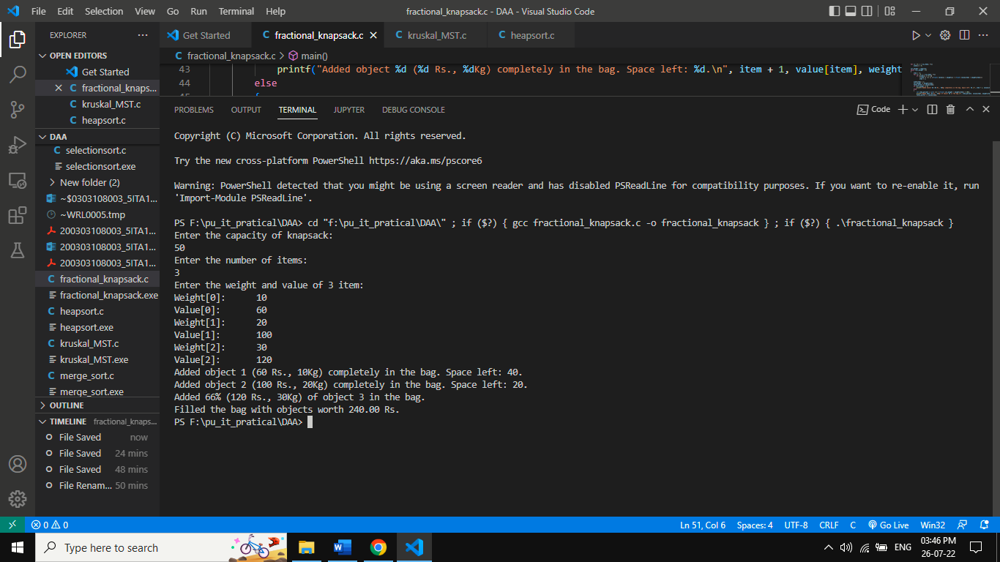 File Edit Selection View Go Run Terminal Help
fractional_knapsack.c - DAA - Visual Studio Code
EXPLORER
OPEN EDITORS
Get Started
fractional_knaps...
kruskal_MST.c
heapsort.c
DAA
selectionsort.c
selectionsort.exe
New folder (2)
~$0303108003_5ITA1...
~WRL0005.tmp
200303108003_5ITA1...
200303108003_5ITA1...
200303108003_5ITA1...
fractional_knapsack.c
fractional_knapsack.exe
heapsort.c
heapsort.exe
kruskal_MST.c
kruskal_MST.exe
merge_sort.c
merge_sort.exe
OUTLINE
TIMELINE fractional_knaps...
File Saved now
File Saved 24 mins
File Saved 48 mins
File Renam... 50 mins
Get Started fractional_knapsack.c kruskal_MST.c heapsort.c
fractional_knapsack.c > main()
43 printf("Added object %d (%d Rs., %dKg) completely in the bag. Space left: %d.\n", item + 1, value[item], weight
44 else
45 {
PROBLEMS OUTPUT TERMINAL JUPYTER DEBUG CONSOLE
Code
Copyright (C) Microsoft Corporation. All rights reserved.
Try the new cross-platform PowerShell https://aka.ms/pscore6
Warning: PowerShell detected that you might be using a screen reader and has disabled PSReadLine for compatibility purposes. If you want to re-enable it, run
'Import-Module PSReadLine'.
PS F:\pu_it_pratical\DAA> cd "f:\pu_it_pratical\DAA\" ; if ($?) { gcc fractional_knapsack.c -o fractional_knapsack } ; if ($?) { .\fractional_knapsack }
Enter the capacity of knapsack:
50
Enter the number of items:
3
Enter the weight and value of 3 item:
Weight[0]: 10
Value[0]: 60
Weight[1]: 20
Value[1]: 100
Weight[2]: 30
Value[2]: 120
Added object 1 (60 Rs., 10Kg) completely in the bag. Space left: 40.
Added object 2 (100 Rs., 20Kg) completely in the bag. Space left: 20.
Added 66% (120 Rs., 30Kg) of object 3 in the bag.
Filled the bag with objects worth 240.00 Rs.
PS F:\pu_it_pratical\DAA>
0 0
Ln 51, Col 6 Spaces: 4 UTF-8 CRLF C Go Live Win32
Type here to search
ENG
03:46 PM
26-07-22